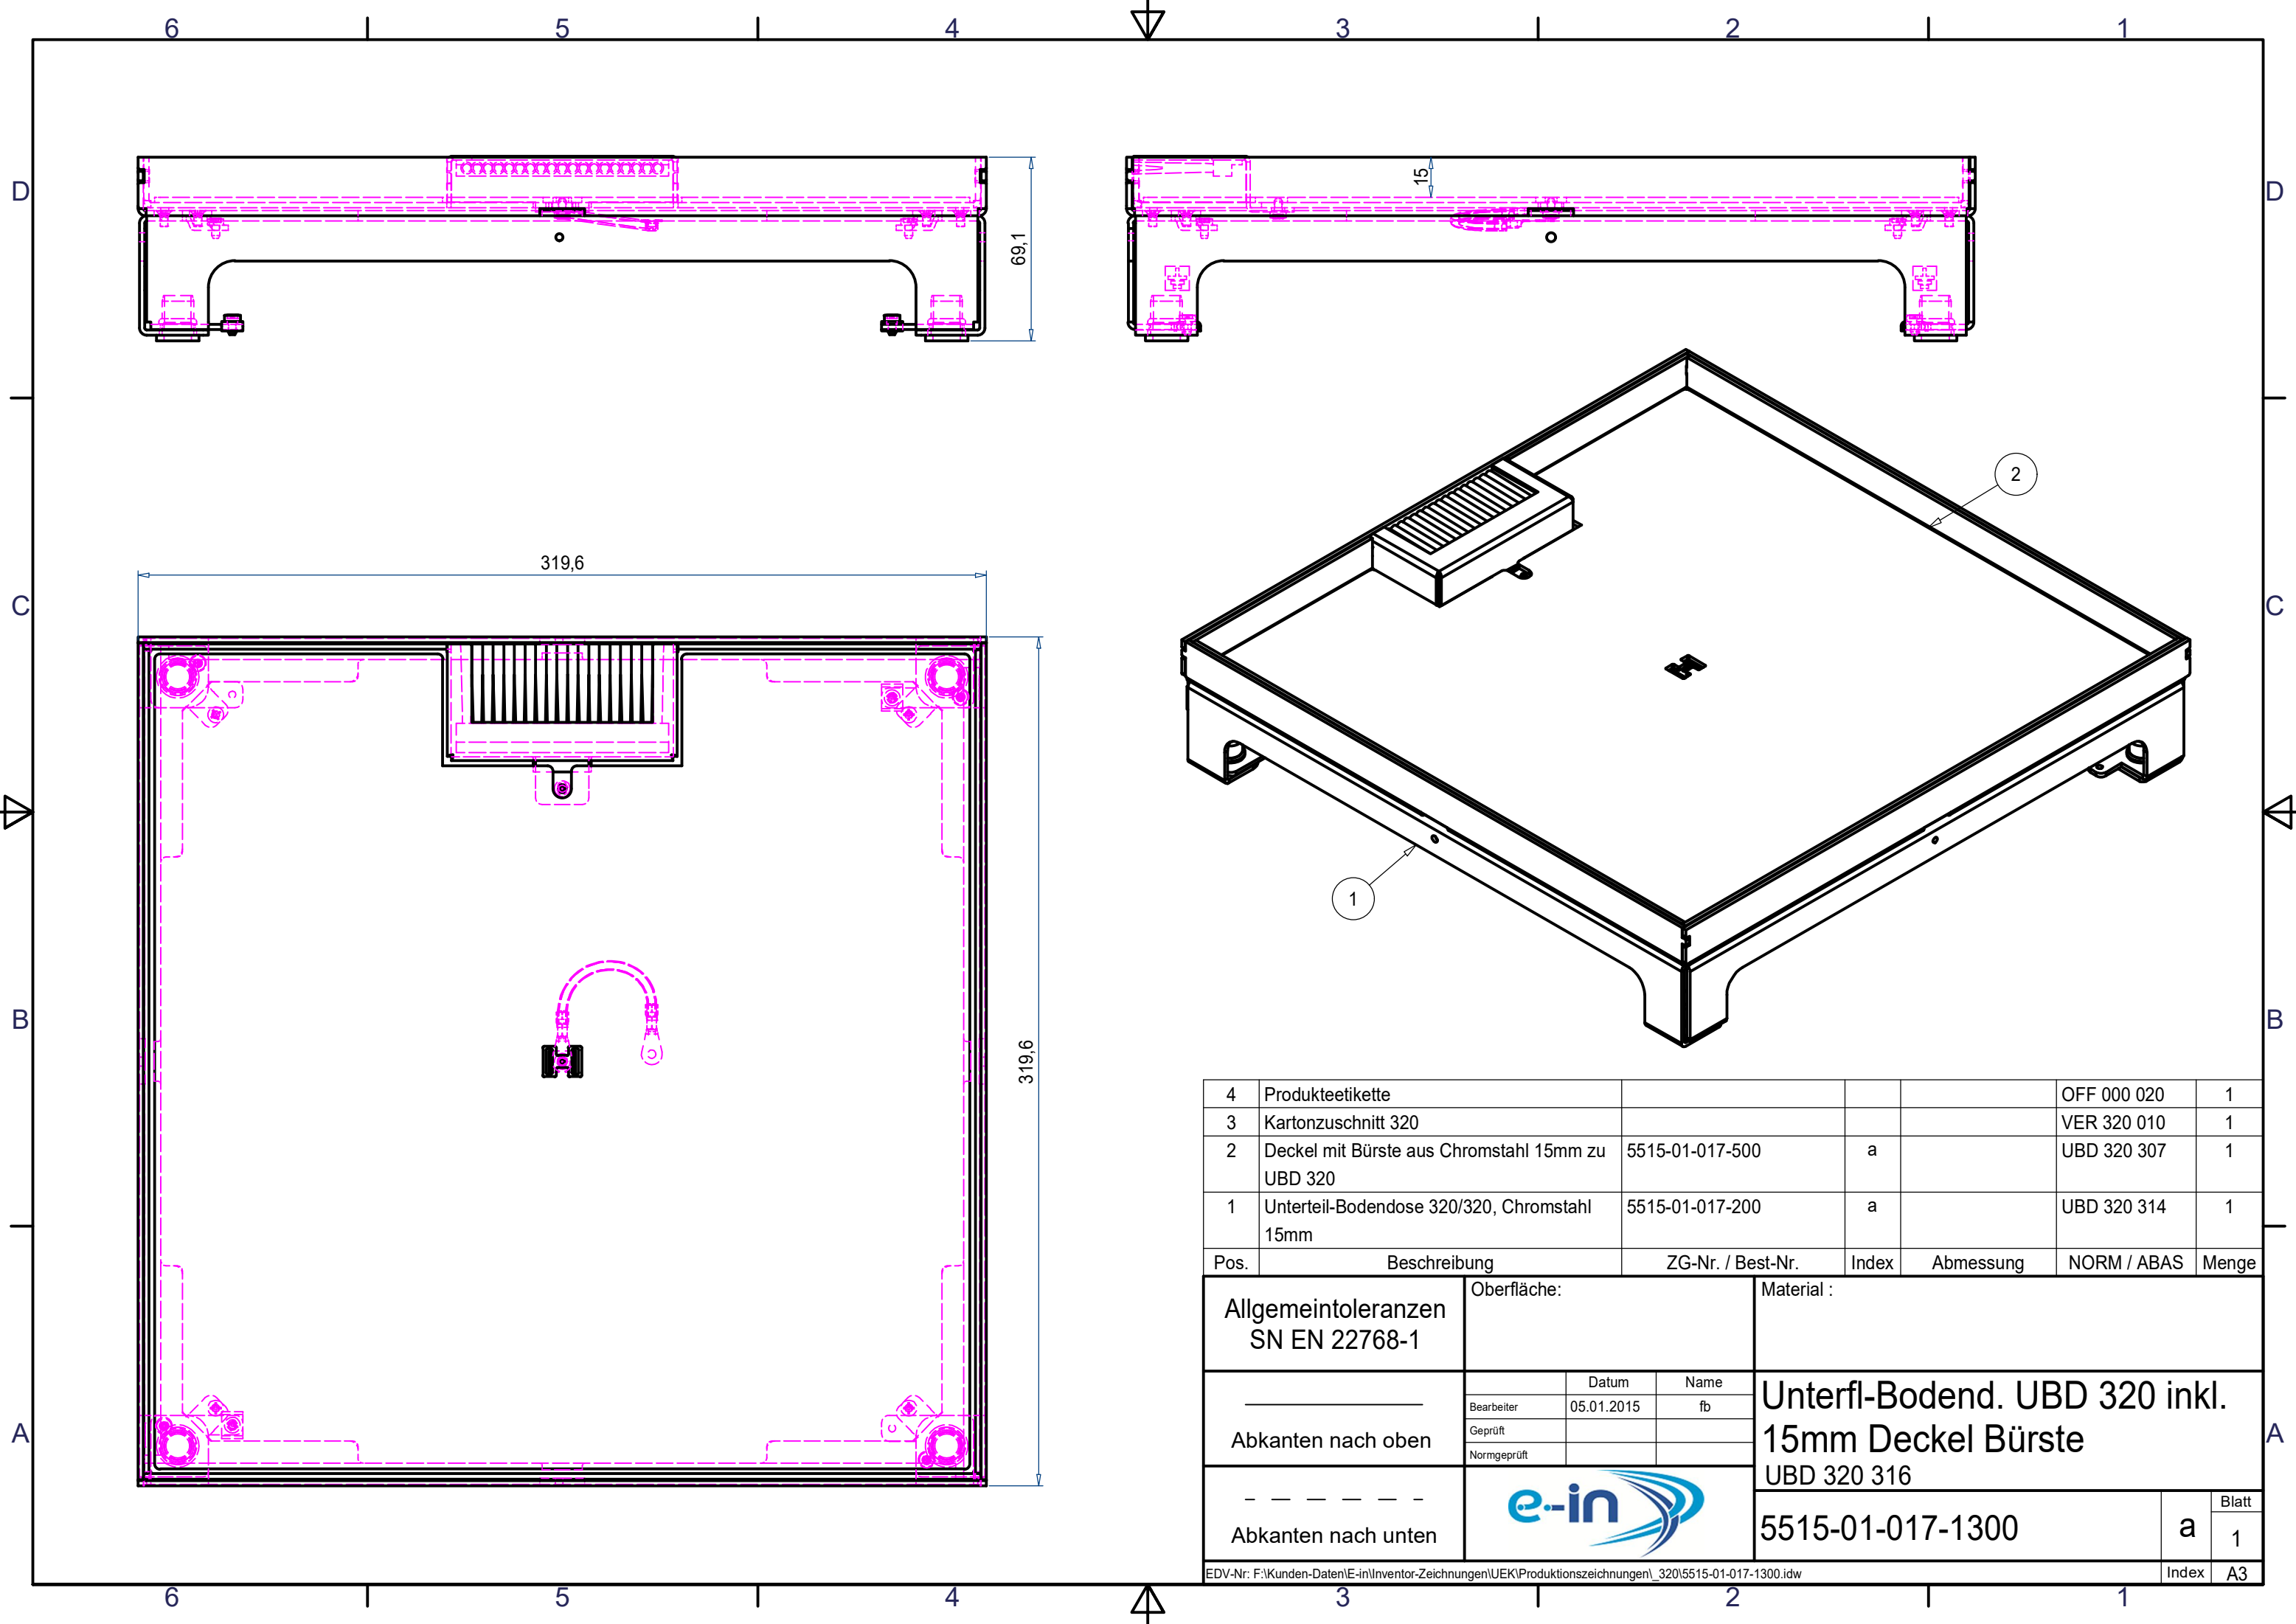 6 5 4 3 2 1
D D
15
69,1
2
319,6
C C
1
B B
319,6
4 Produkteetikette OFF 000 020 1
3 Kartonzuschnitt 320 VER 320 010 1
2 Deckel mit Bürste aus Chromstahl 15mm zu 5515-01-017-500 a UBD 320 307 1
UBD 320
1 Unterteil-Bodendose 320/320, Chromstahl 5515-01-017-200 a UBD 320 314 1
15mm
Pos. Beschreibung ZG-Nr. / Best-Nr. Index Abmessung NORM / ABAS Menge
Allgemeintoleranzen
SN EN 22768-1
Oberfläche:
Material :
Datum Name
Bearbeiter 05.01.2015 fb
Geprüft
Normgeprüft
Abkanten nach oben
Abkanten nach unten
Unterfl-Bodend. UBD 320 inkl.
15mm Deckel Bürste
UBD 320 316
e-in
5515-01-017-1300
a
Blatt
1
A A
EDV-Nr: F:\Kunden-Daten\E-in\Inventor-Zeichnungen\UEK\Produktionszeichnungen\_320\5515-01-017-1300.idw
Index A3
6 5 4 3 2 1